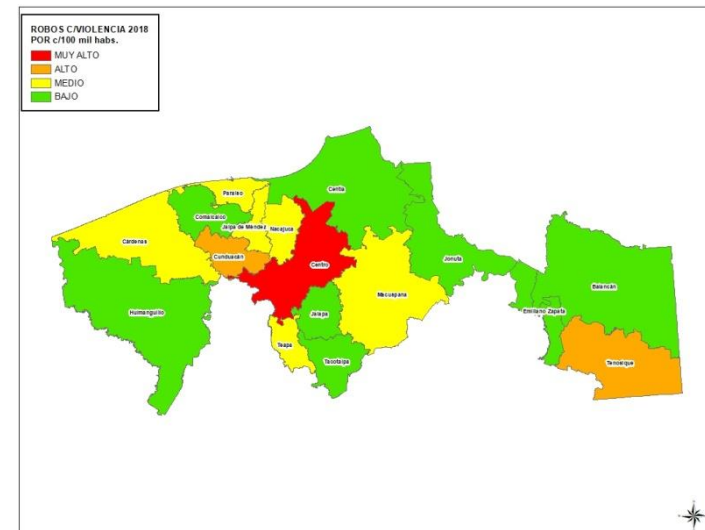 ROBOS C/VIOLENCIA 2018
POR c/100 mil habs.
MUY ALTO
ALTO
MEDIO
BAJO
Centla
Paraíso
Comalcalco
Jalpa de Méndez
Nacajuca
Cárdenas
Cunduacán
Centro
Jonuta
Macuspana
Balancán
Humanguillo
Jalapa
Emiliano Zapata
Teapa
Tacotalpa
Tenosique